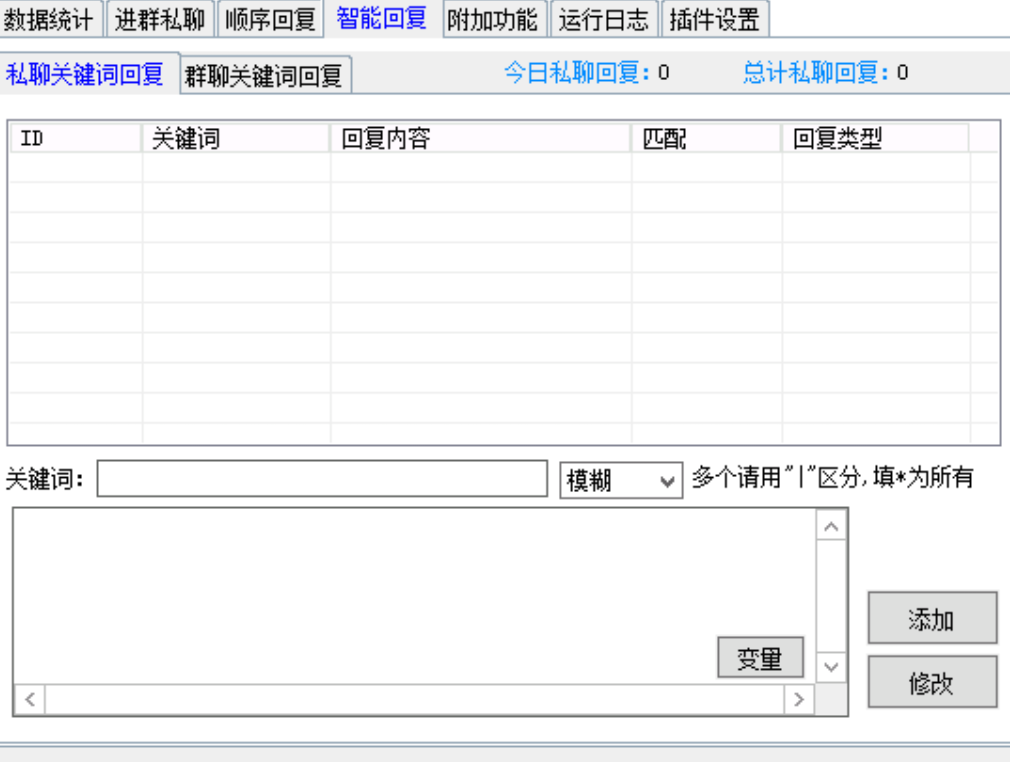 数据统计 进群私聊 顺序回复 智能回复 附加功能 运行日志 插件设置
私聊关键词回复 群聊关键词回复 今日私聊回复: 0 总计私聊回复: 0
ID 关键词 回复内容 匹配 回复类型
关键词: 模糊 多个请用"|"区分,填*为所有
变量
添加
修改